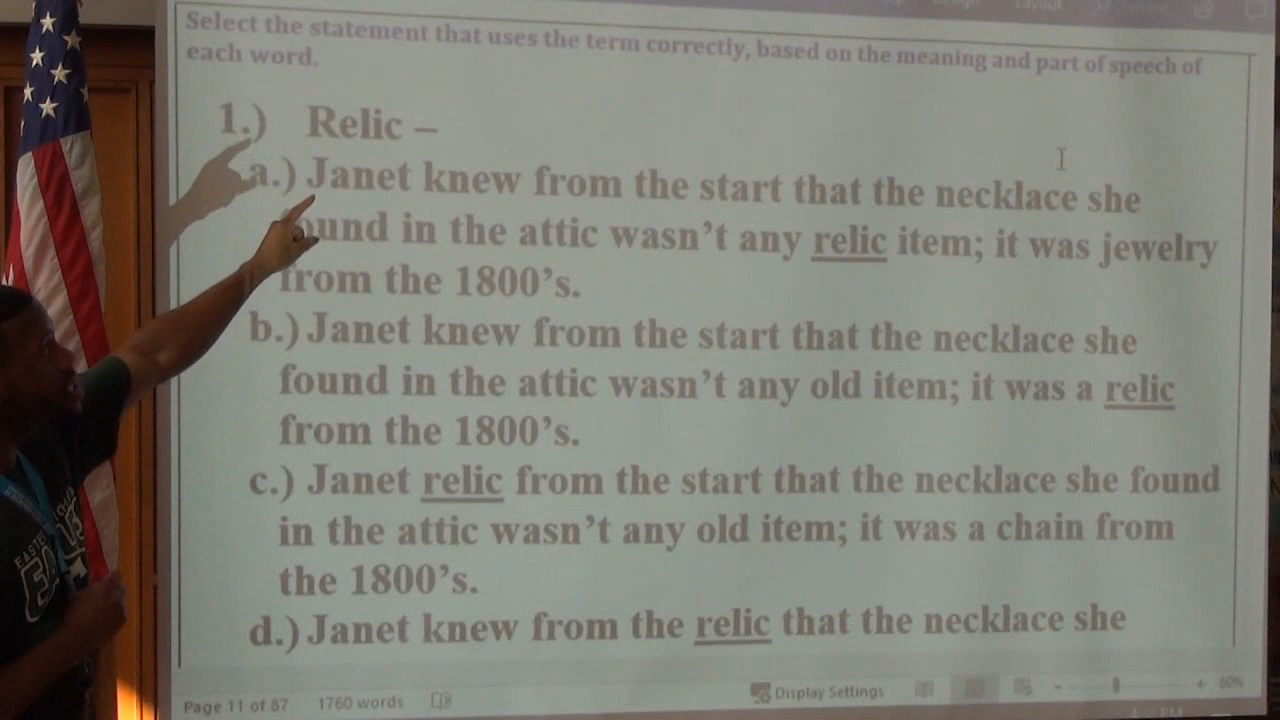 Layout
Select the statement that uses the term correctly, based on the meaning and part of speech of
each word.
1.) Relic –
a.) Janet knew from the start that the necklace she
ound in the attic wasn't any relic item; it was jewelry
from the 1800's.
b.) Janet knew from the start that the necklace she
found in the attic wasn't any old item; it was a relic
from the 1800's.
c.) Janet relic from the start that the necklace she found
in the attic wasn't any old item; it was a chain from
the 1800's.
d.) Janet knew from the relic that the necklace she
Page 11 of 87 1760 words Display Settings - + 60%